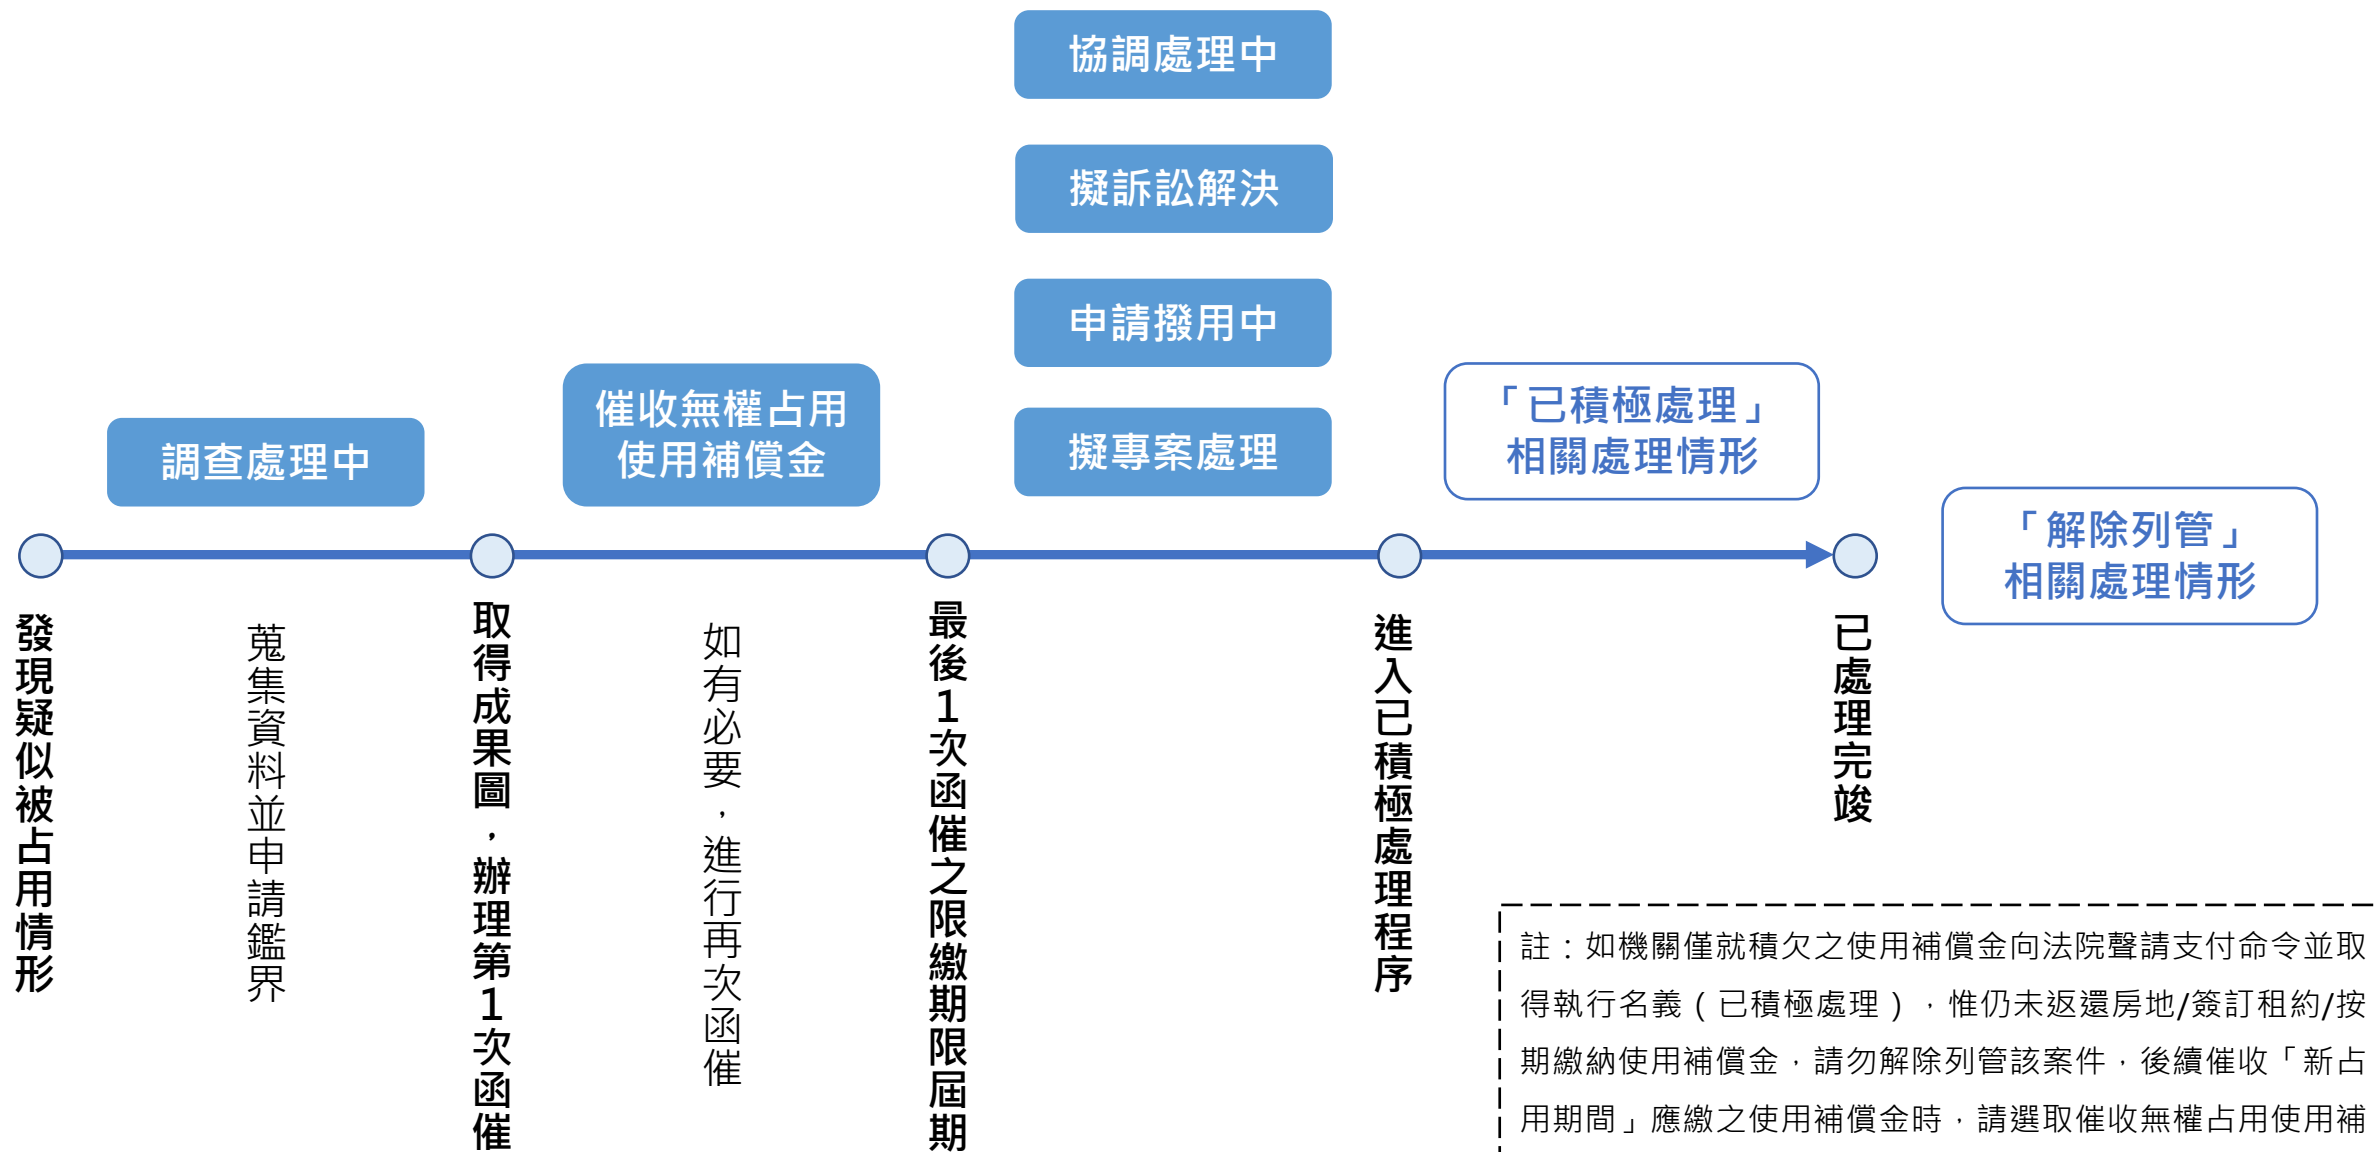 協調處理中
擬訴訟解決
申請撥用中
擬專案處理
調查處理中
催收無權占用
使用補償金
「已積極處理」
相關處理情形
「解除列管」
相關處理情形
發現疑似被占用情形
蒐集資料並申請鑑界
取得成果圖，辦理第1次函催
如有必要，進行再次函催
最後1次函催之限繳期限屆期
進入已積極處理程序
已處理完竣
註：如機關僅就積欠之使用補償金向法院聲請支付命令並取
得執行名義（已積極處理），惟仍未返還房地/簽訂租約/按
期繳納使用補償金，請勿解除列管該案件，後續催收「新占
用期間」應繳之使用補償金時，請選取催收無權占用使用補